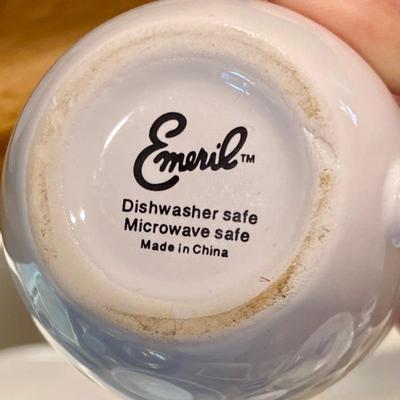 Emeril™
Dishwasher safe
Microwave safe
Made in China